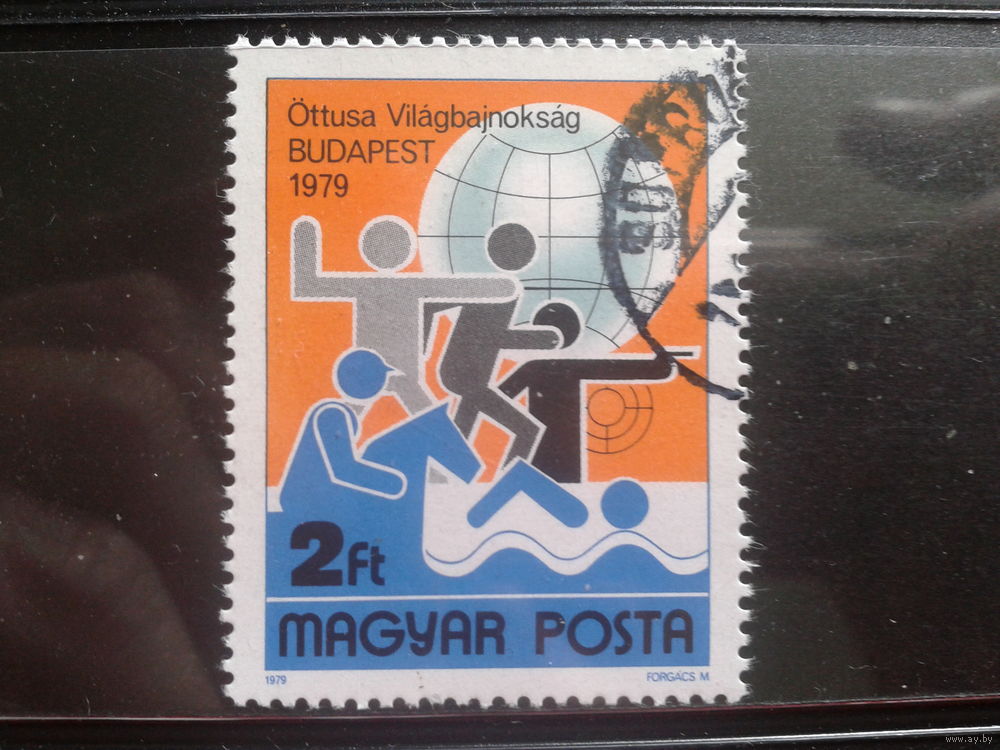 Öttusa Világbajnokság
BUDAPEST
1979
2Ft
MAGYAR POSTA
1979 FORGÁCS M
www.ay.by